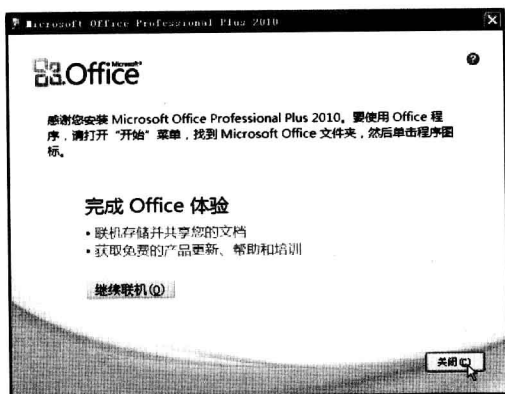 Microsoft Office Professional Plus 2010
Microsoft®
Office
感谢您安装 Microsoft Office Professional Plus 2010。要使用 Office 程
序，请打开“开始”菜单，找到 Microsoft Office 文件夹，然后单击程序图
标。
完成 Office 体验
• 联机存储并共享您的文档
• 获取免费的产品更新、帮助和培训
继续联机(O)
关闭(C)